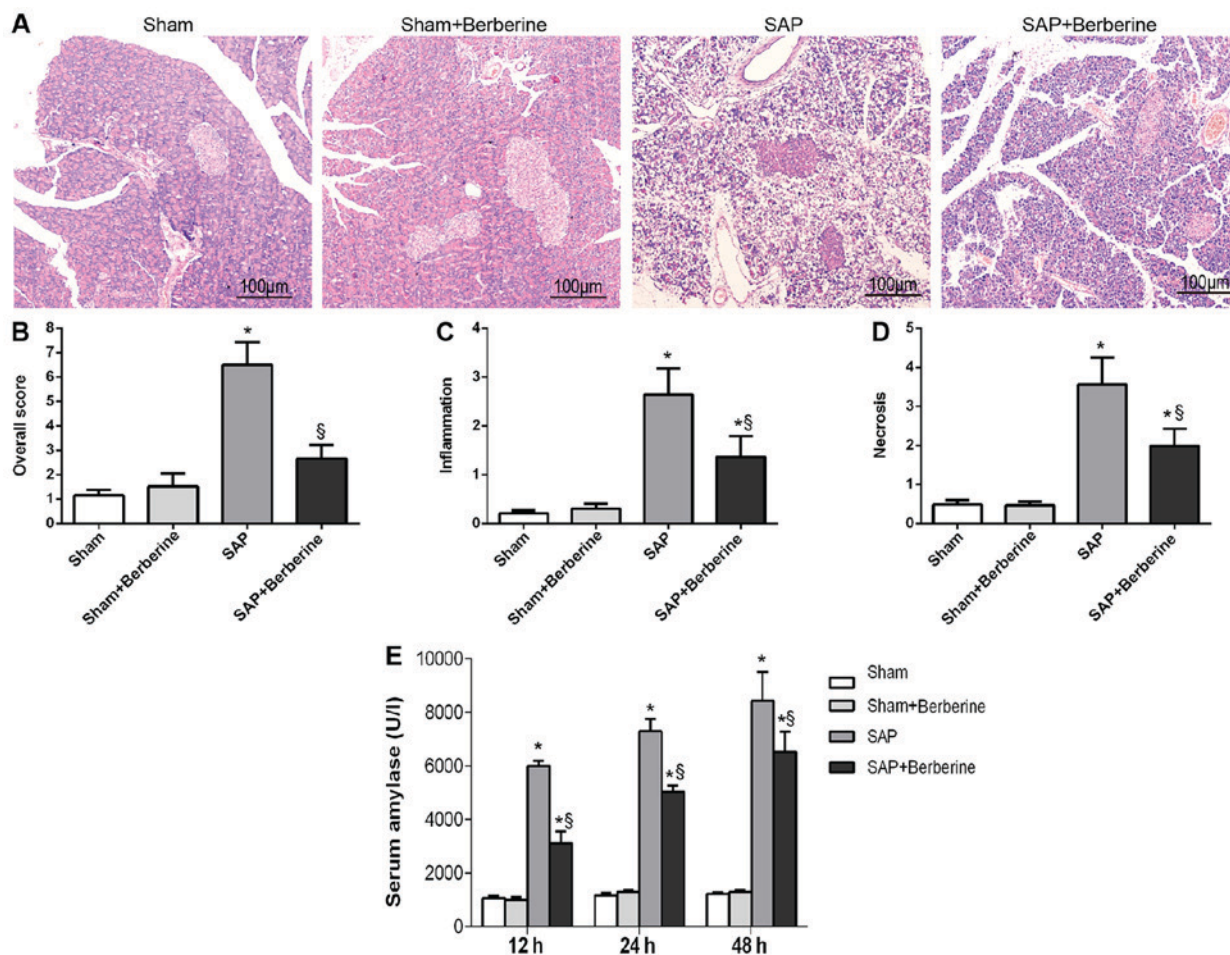 A
Sham
Sham+Berberine
SAP
SAP+Berberine
100µm
100µm
100µm
100µm
B
Overall score
8
7
6
5
4
3
2
1
0
*
§
Sham
Sham+Berberine
SAP
SAP+Berberine
C
Inflammation
4
3
2
1
0
*
*§
Sham
Sham+Berberine
SAP
SAP+Berberine
D
Necrosis
5
4
3
2
1
0
*
*§
Sham
Sham+Berberine
SAP
SAP+Berberine
E
Serum amylase (U/l)
10000
8000
6000
4000
2000
0
*
*§
*
*§
*
*§
12 h
24 h
48 h
Sham
Sham+Berberine
SAP
SAP+Berberine